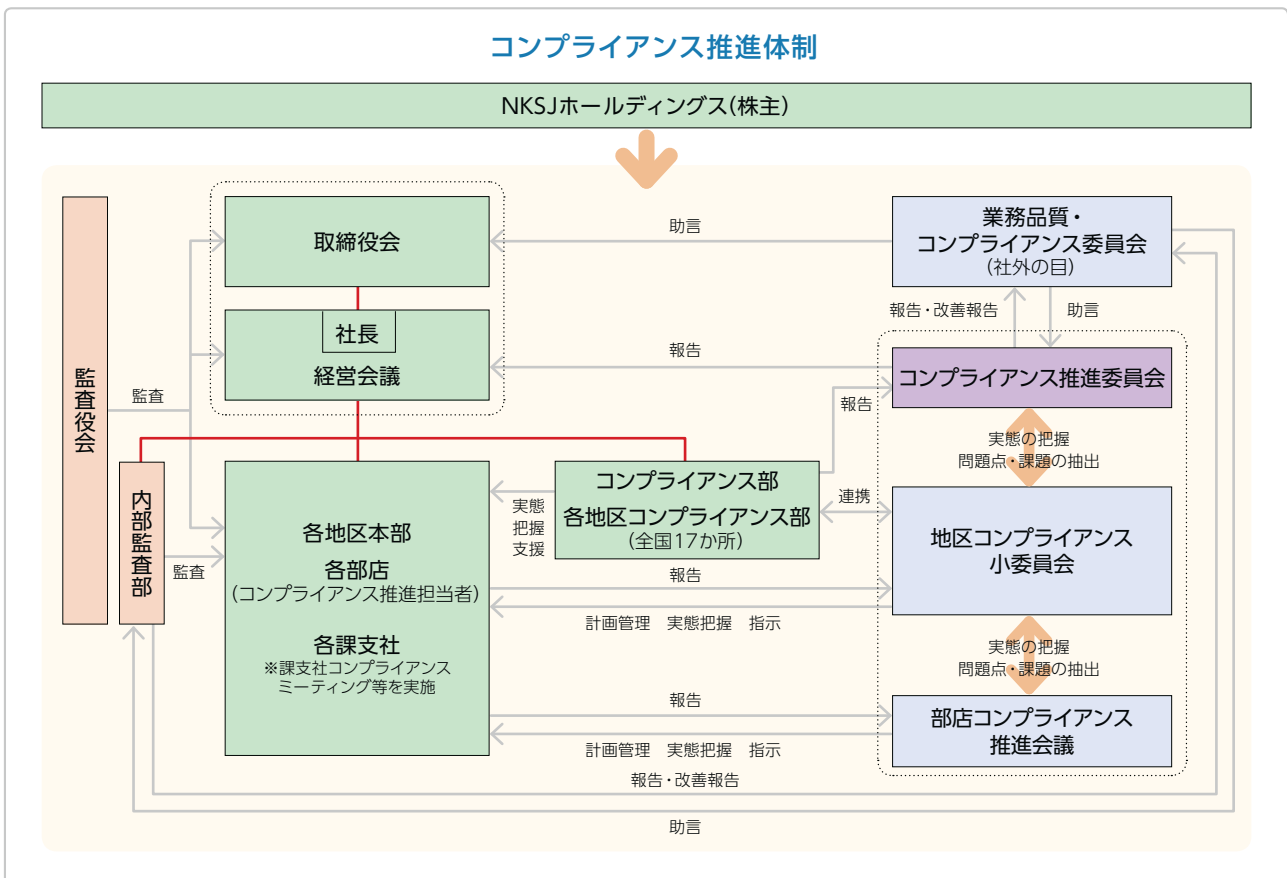 コンプライアンス推進体制
NKSJホールディングス(株主)
監査役会
監査
内部監査部
監査
取締役会
社長
経営会議
助言
報告
業務品質・
コンプライアンス委員会
(社外の目)
報告・改善報告
助言
コンプライアンス推進委員会
報告
実態の把握
問題点・課題の抽出
各地区本部
各部店
(コンプライアンス推進担当者)
各課支社
※課支社コンプライアンス
ミーティング等を実施
実態
把握
支援
コンプライアンス部
各地区コンプライアンス部
(全国17か所)
連携
地区コンプライアンス
小委員会
報告
計画管理　実態把握　指示
実態の把握
問題点・課題の抽出
報告
計画管理　実態把握　指示
部店コンプライアンス
推進会議
報告・改善報告
助言